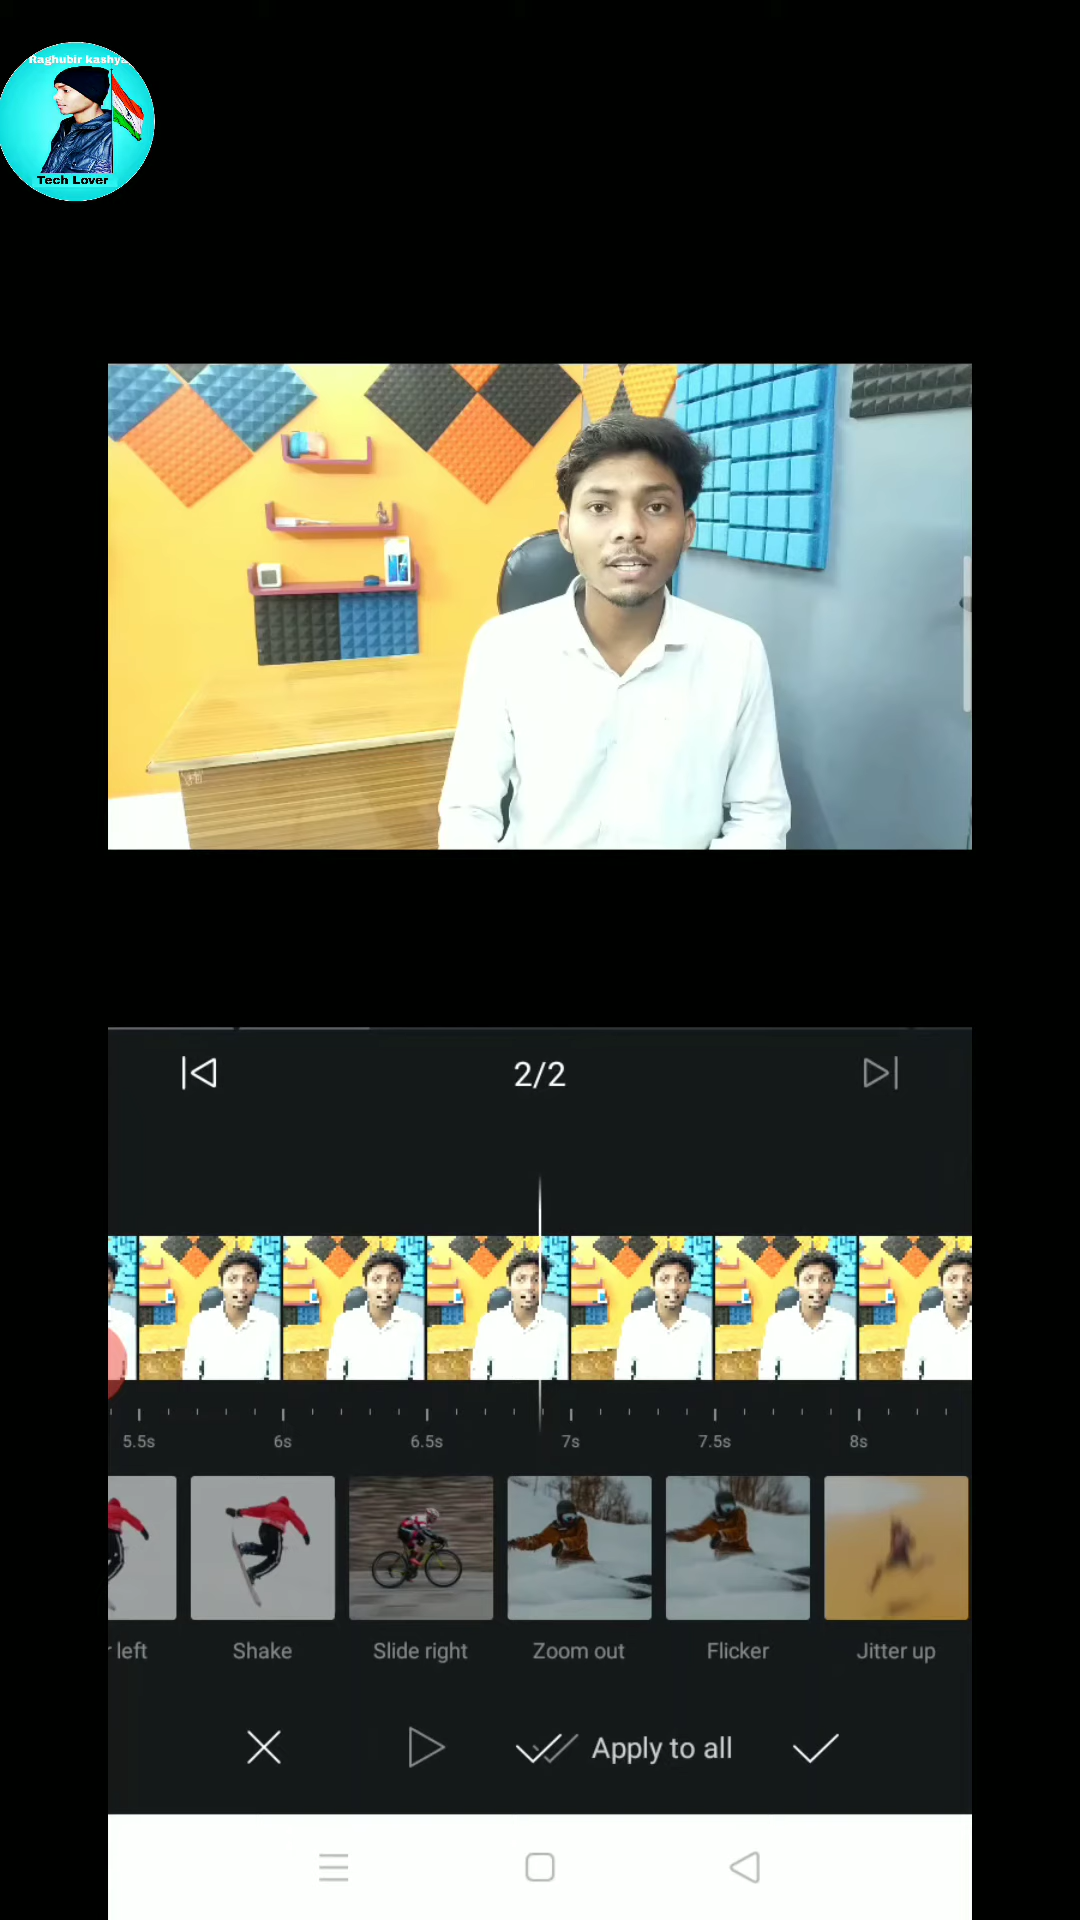 Raghubir kashya
Tech Lover
2/2
5.5s 6s 6.5s 7s 7.5s 8s
r left Shake Slide right Zoom out Flicker Jitter up
Apply to all